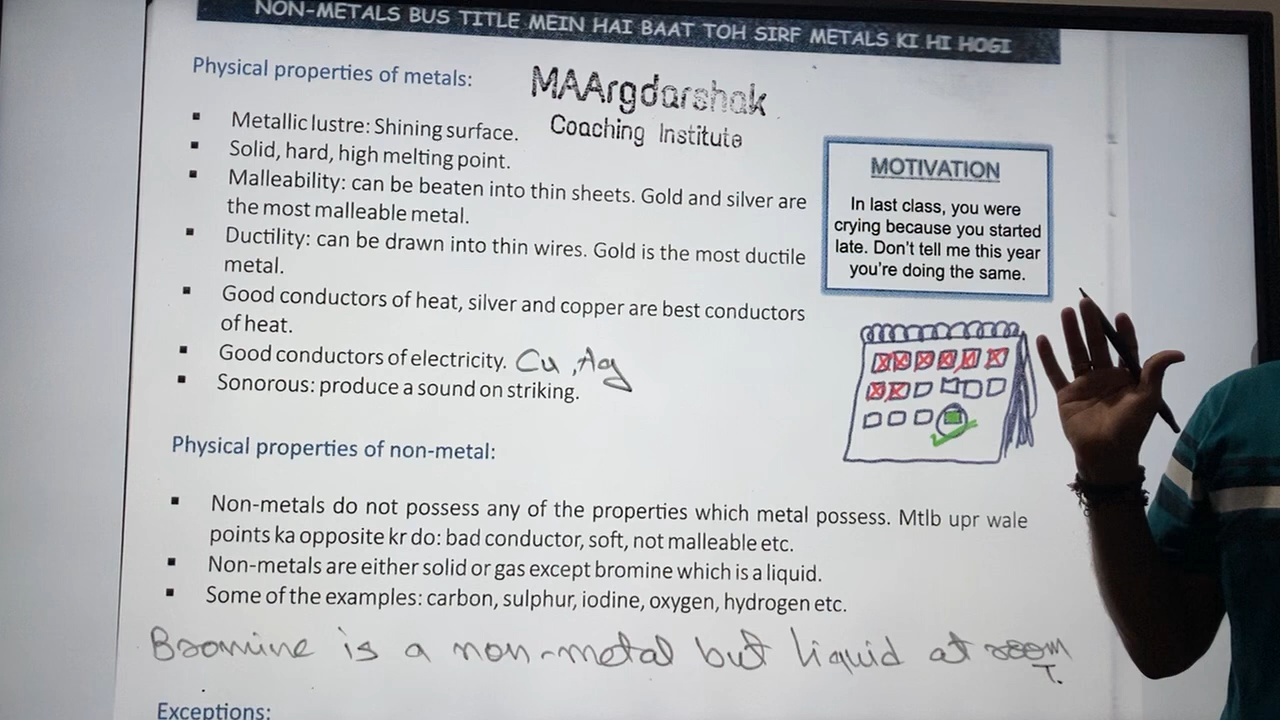 NON-METALS BUS TITLE MEIN HAI BAAT TOH SIRF METALS KI HI HOGI
Physical properties of metals:
MAArgdarshak
Coaching Institute
▪ Metallic lustre: Shining surface.
▪ Solid, hard, high melting point.
▪ Malleability: can be beaten into thin sheets. Gold and silver are
the most malleable metal.
▪ Ductility: can be drawn into thin wires. Gold is the most ductile
metal.
▪ Good conductors of heat, silver and copper are best conductors
of heat.
▪ Good conductors of electricity. Cu, Ag
▪ Sonorous: produce a sound on striking.
MOTIVATION
In last class, you were
crying because you started
late. Don't tell me this year
you're doing the same.
Physical properties of non-metal:
▪ Non-metals do not possess any of the properties which metal possess. Mtlb upr wale
points ka opposite kr do: bad conductor, soft, not malleable etc.
▪ Non-metals are either solid or gas except bromine which is a liquid.
▪ Some of the examples: carbon, sulphur, iodine, oxygen, hydrogen etc.
Bromine is a non-metal but liquid at room
T.
Exceptions: